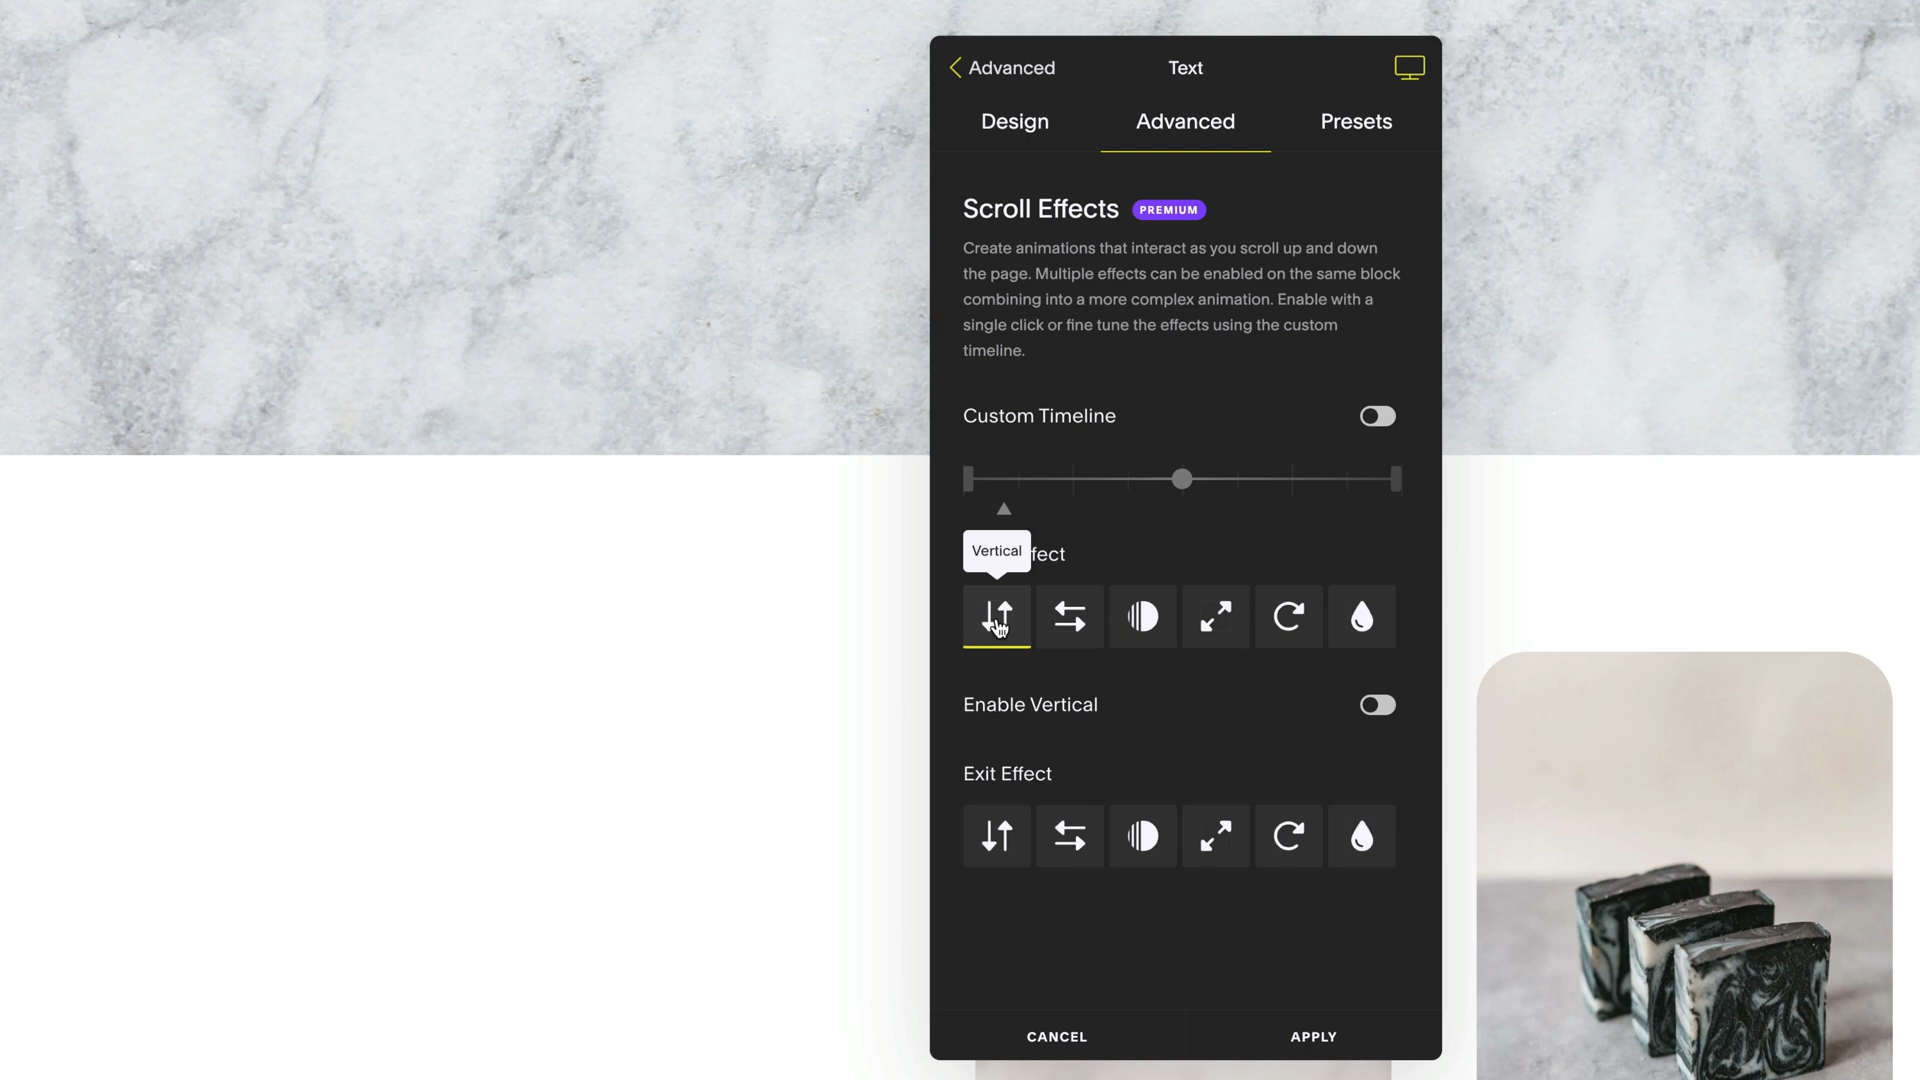 Advanced
Text
Design
Advanced
Presets
Scroll Effects
PREMIUM
Create animations that interact as you scroll up and down
the page. Multiple effects can be enabled on the same block
combining into a more complex animation. Enable with a
single click or fine tune the effects using the custom
timeline.
Custom Timeline
Vertical
fect
Enable Vertical
Exit Effect
CANCEL
APPLY